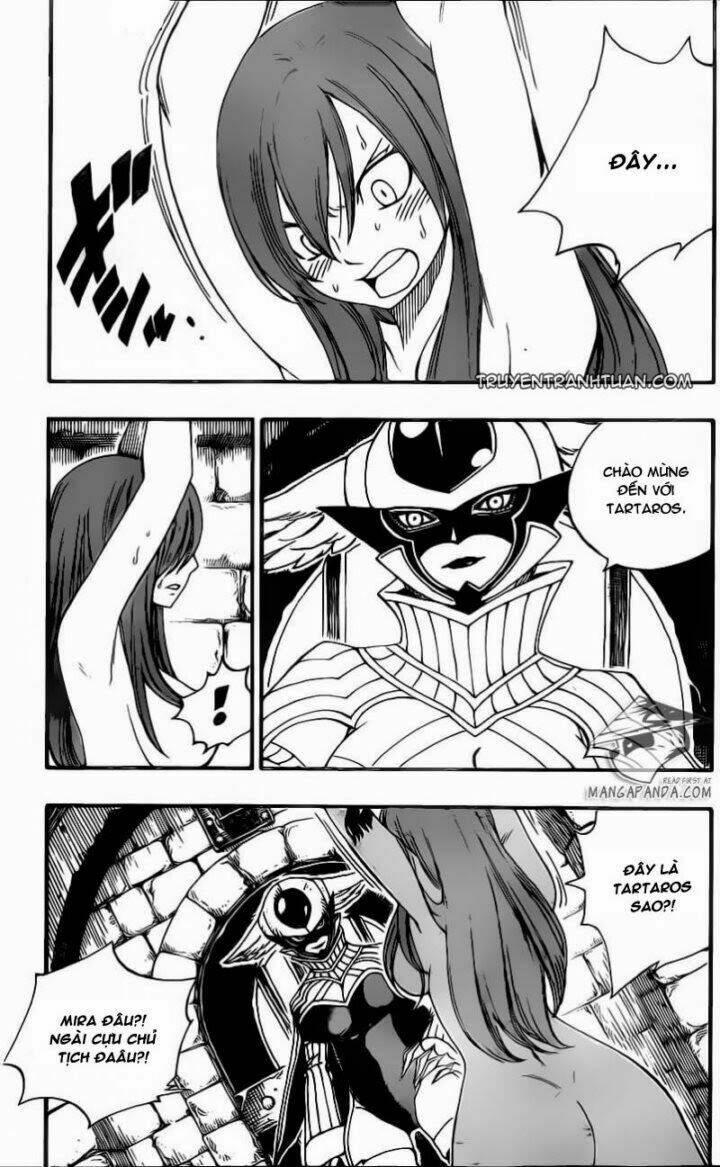 ĐÂY...
TRUYENTRANHTUAN.COM
CHÀO MỪNG
ĐẾN VỚI
TARTAROS.
!
READ FIRST AT
MANGAPANDA.COM
ĐÂY LÀ
TARTAROS
SAO?!
MIRA ĐÂU?!
NGÀI CỰU CHỦ
TỊCH ĐAÂU?!